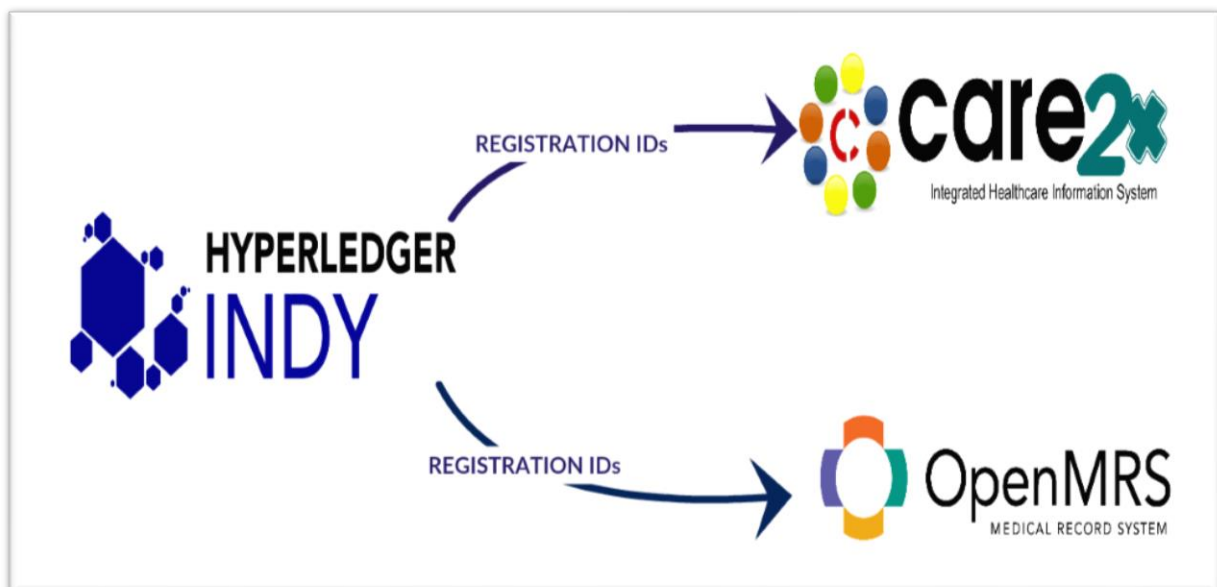 HYPERLEDGER
INDY
REGISTRATION IDs
care2x
Integrated Healthcare Information System
REGISTRATION IDs
OpenMRS
MEDICAL RECORD SYSTEM